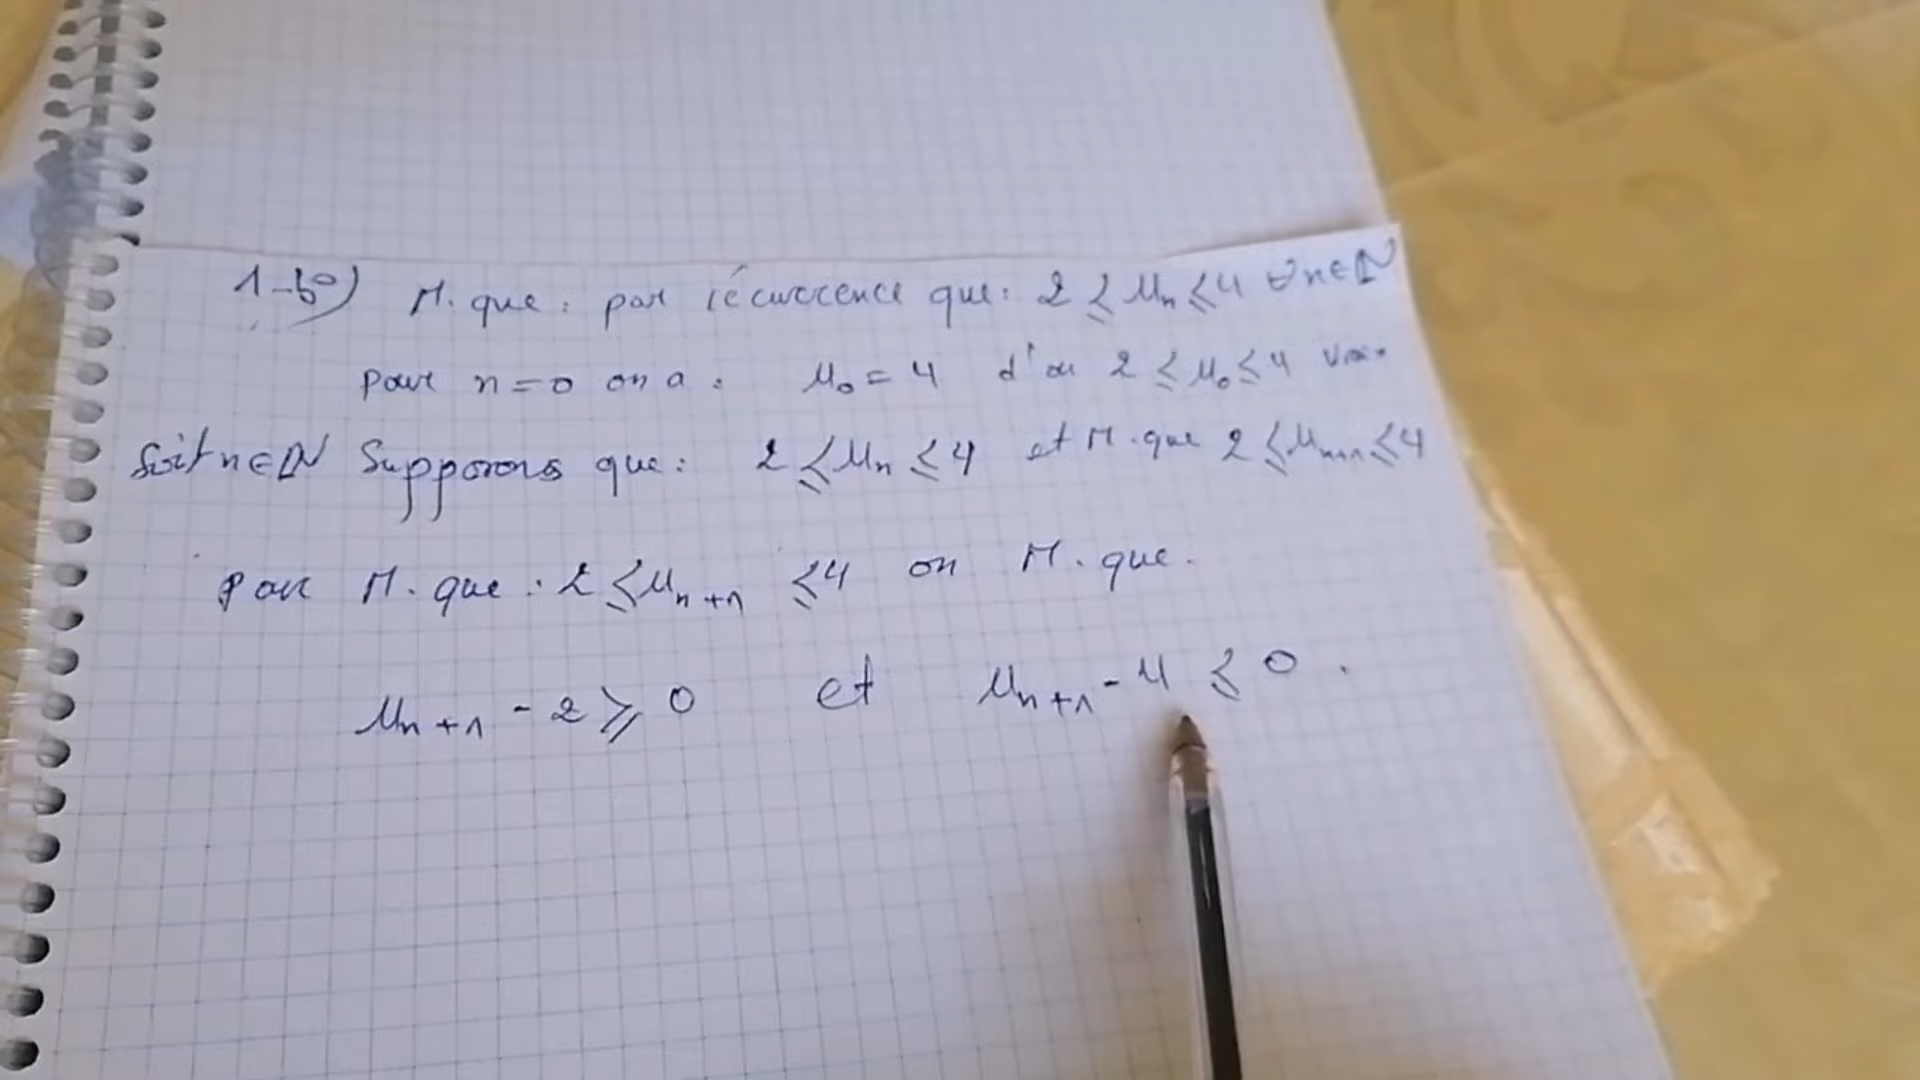 1-b°) M. que : par récurrence que : 2 ⩽ Un ⩽ 4 ∀n∈ℕ
pour n=0 on a : U0 = 4 d'ou 2 ⩽ U0 ⩽ 4 vrai
Soit n∈ℕ Supposons que : 2 ⩽ Un ⩽ 4 et M.que 2 ⩽ Un+1 ⩽ 4
pour M. que : 2 ⩽ Un+1 ⩽ 4 on M. que.
Un+1 - 2 ⩾ 0 et Un+1 - 4 ⩽ 0 .